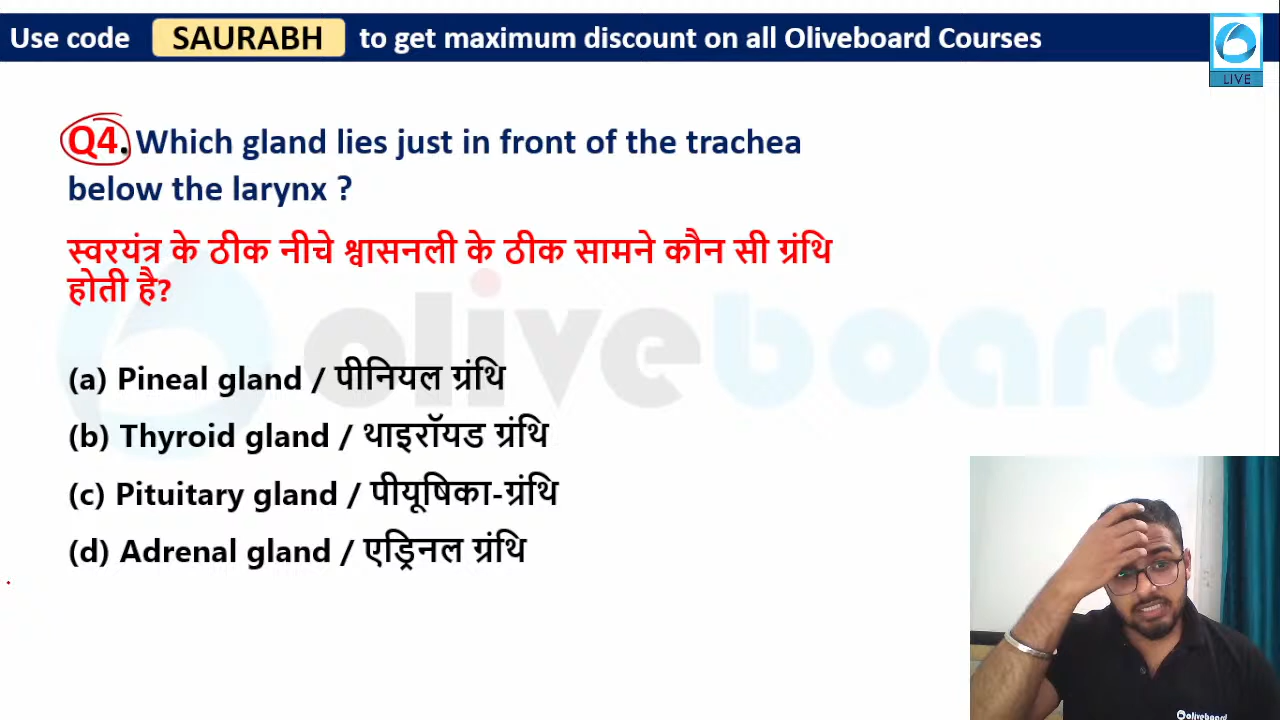 Use code SAURABH to get maximum discount on all Oliveboard Courses
LIVE
Q4. Which gland lies just in front of the trachea
below the larynx ?
स्वरयंत्र के ठीक नीचे श्वासनली के ठीक सामने कौन सी ग्रंथि
होती है?
oliveboard
(a) Pineal gland / पीनियल ग्रंथि
(b) Thyroid gland / थाइरॉयड ग्रंथि
(c) Pituitary gland / पीयूषिका-ग्रंथि
(d) Adrenal gland / एड्रिनल ग्रंथि
oliveboard